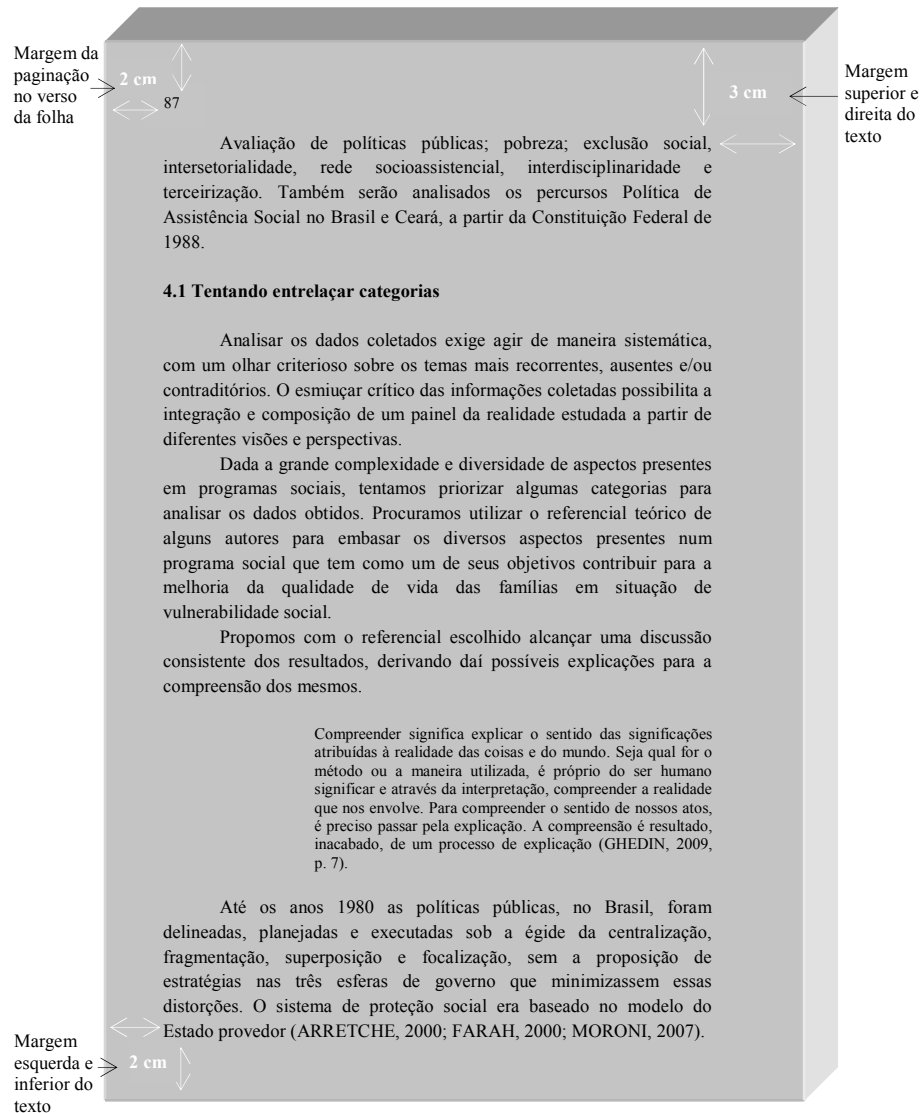 Margem da
paginação
no verso
da folha
2 cm
87
3 cm
Margem
superior e
direita do
texto
Avaliação de políticas públicas; pobreza; exclusão social,
intersetorialidade, rede socioassistencial, interdisciplinaridade e
terceirização. Também serão analisados os percursos Política de
Assistência Social no Brasil e Ceará, a partir da Constituição Federal de
1988.
4.1 Tentando entrelaçar categorias
Analisar os dados coletados exige agir de maneira sistemática,
com um olhar criterioso sobre os temas mais recorrentes, ausentes e/ou
contraditórios. O esmiuçar crítico das informações coletadas possibilita a
integração e composição de um painel da realidade estudada a partir de
diferentes visões e perspectivas.
Dada a grande complexidade e diversidade de aspectos presentes
em programas sociais, tentamos priorizar algumas categorias para
analisar os dados obtidos. Procuramos utilizar o referencial teórico de
alguns autores para embasar os diversos aspectos presentes num
programa social que tem como um de seus objetivos contribuir para a
melhoria da qualidade de vida das famílias em situação de
vulnerabilidade social.
Propomos com o referencial escolhido alcançar uma discussão
consistente dos resultados, derivando daí possíveis explicações para a
compreensão dos mesmos.
Compreender significa explicar o sentido das significações
atribuídas à realidade das coisas e do mundo. Seja qual for o
método ou a maneira utilizada, é próprio do ser humano
significar e através da interpretação, compreender a realidade
que nos envolve. Para compreender o sentido de nossos atos,
é preciso passar pela explicação. A compreensão é resultado,
inacabado, de um processo de explicação (GHEDIN, 2009,
p. 7).
Até os anos 1980 as políticas públicas, no Brasil, foram
delineadas, planejadas e executadas sob a égide da centralização,
fragmentação, superposição e focalização, sem a proposição de
estratégias nas três esferas de governo que minimizassem essas
distorções. O sistema de proteção social era baseado no modelo do
Estado provedor (ARRETCHE, 2000; FARAH, 2000; MORONI, 2007).
Margem
esquerda e
inferior do
texto
2 cm